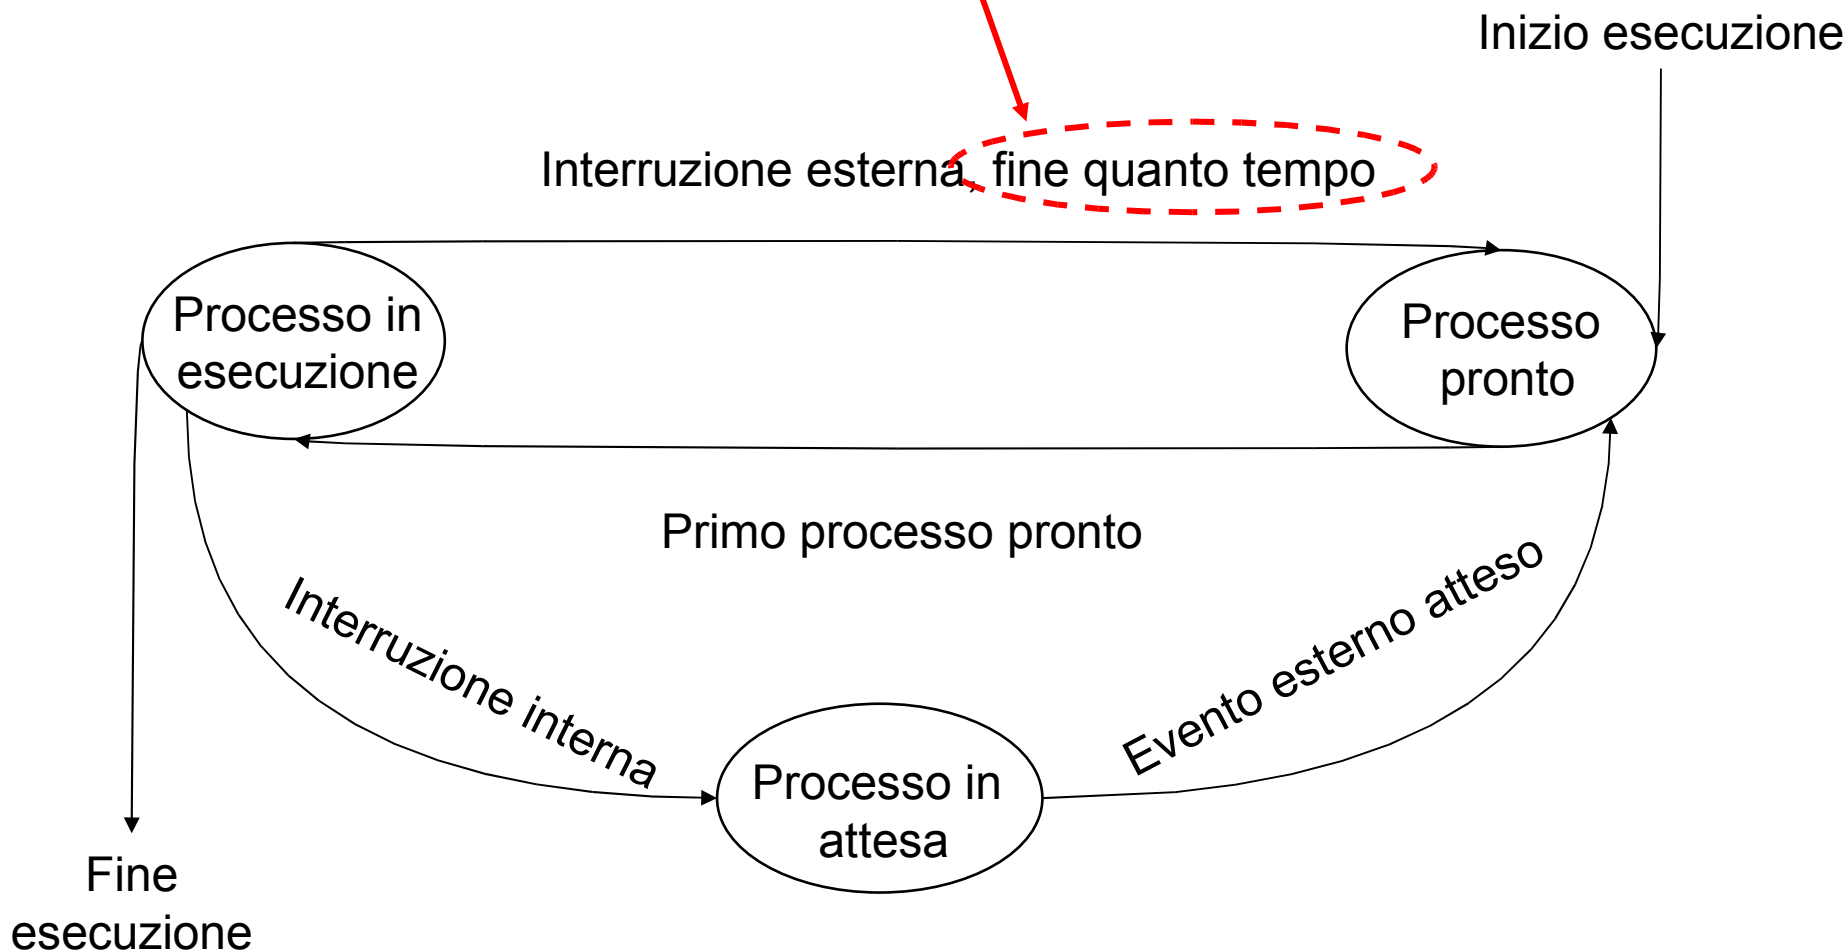 Inizio esecuzione
Interruzione esterna, fine quanto tempo
Processo in
esecuzione
Processo
pronto
Primo processo pronto
Interruzione interna
Evento esterno atteso
Processo in
attesa
Fine
esecuzione